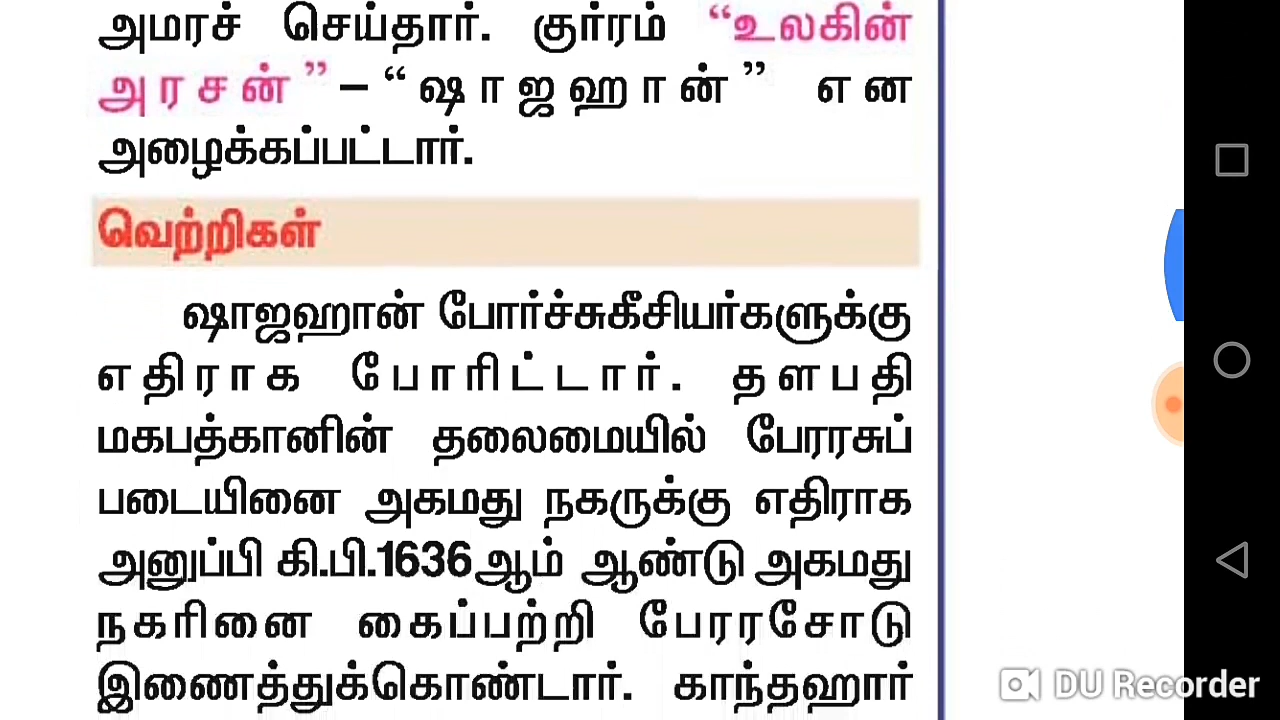 அமரச் செய்தார். குர்ரம் “உலகின்
அரசன்” – “ஷாஜஹான்” என
அழைக்கப்பட்டார்.
வெற்றிகள்
ஷாஜஹான் போர்ச்சுகீசியர்களுக்கு
எதிராக போரிட்டார். தளபதி
மகபத்கானின் தலைமையில் பேரரசுப்
படையினை அகமது நகருக்கு எதிராக
அனுப்பி கி.பி.1636ஆம் ஆண்டு அகமது
நகரினை கைப்பற்றி பேரரசோடு
இணைத்துக்கொண்டார். காந்தஹார்
DU Recorder